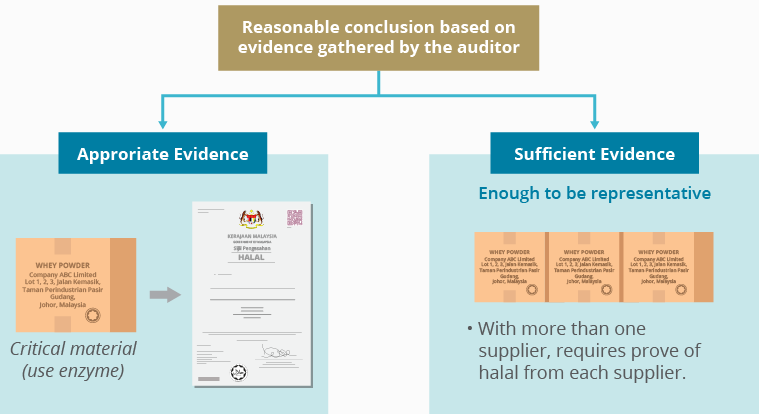 Reasonable conclusion based on
evidence gathered by the auditor
Approriate Evidence
Sufficient Evidence
Enough to be representative
WHEY POWDER
Company ABC Limited
Lot 1, 2, 3, Jalan Kemasik,
Taman Perindustrian Pasir
Gudang,
Johor, Malaysia
Critical material
(use enzyme)
KERAJAAN MALAYSIA
Sijil Pengesahan
HALAL
WHEY POWDER
Company ABC Limited
Lot 1, 2, 3, Jalan Kemasik,
Taman Perindustrian Pasir
Gudang,
Johor, Malaysia
WHEY POWDER
Company ABC Limited
Lot 1, 2, 3, Jalan Kemasik,
Taman Perindustrian Pasir
Gudang,
Johor, Malaysia
WHEY POWDER
Company ABC Limited
Lot 1, 2, 3, Jalan Kemasik,
Taman Perindustrian Pasir
Gudang,
Johor, Malaysia
• With more than one
supplier, requires prove of
halal from each supplier.